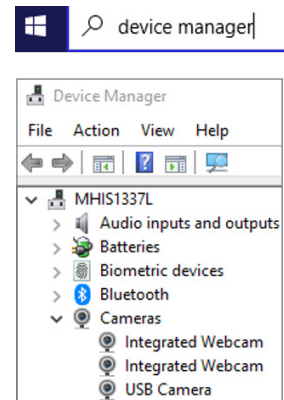 device manager
Device Manager
File Action View Help
MHIS1337L
Audio inputs and outputs
Batteries
Biometric devices
Bluetooth
Cameras
Integrated Webcam
Integrated Webcam
USB Camera